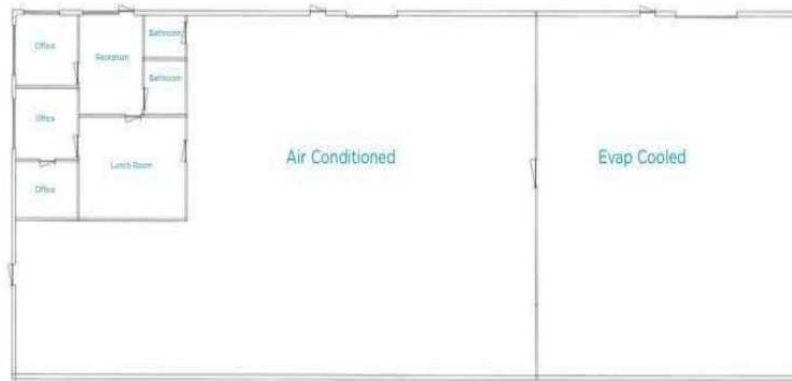 Office
Reception
Bathroom
Bathroom
Office
Lunch Room
Office
Air Conditioned
Evap Cooled